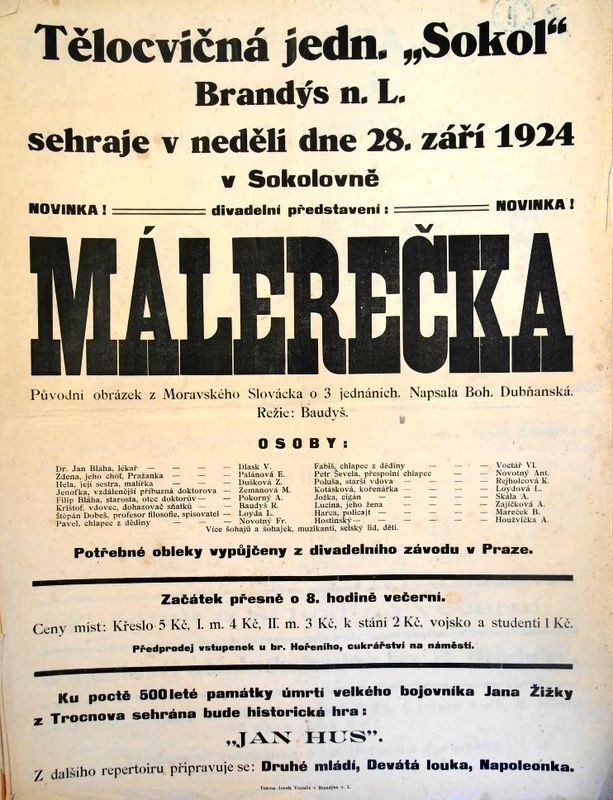 Tělocvičná jedn. „Sokol“
Brandýs n. L.
sehraje v neděli dne 28. září 1924
v Sokolovně
NOVINKA! divadelní představení: NOVINKA!
MÁLEREČKA
Původní obrázek z Moravského Slovácka o 3 jednáních. Napsala Boh. Dubňanská.
Režie: Baudyš.
OSOBY:
Dr. Jan Bláha, lékař — — — — Dlask V.
Zdena, jeho choť, Pražanka — — — Palánová E.
Hela, její sestra, malířka — — — Dušková Z.
Jenofka, vzdálenější příbuzná doktorova — Zemanová M.
Filip Bláha, starosta, otec doktorův — — Pokorný A.
Krištof, vdovec, dohazovač sňatků — — Baudyš R.
Štěpán Dobeš, profesor filosofie, spisovatel — Loyda L.
Pavel, chlapec z dědiny — — — Novotný Fr.
Fabiš, chlapec z dědiny — — — Voctář Vl.
Petr Ševela, přespolní chlapec — — Novotný Ant.
Poluša, starší vdova — — — Rejholcová K.
Kotásková, kořenářka — — — Loydová L.
Jožka, cigán — — — — Skála A.
Lucina, jeho žena — — — Zajíčková A.
Harca, policajt — — — — Mareček B.
Hostinský — — — — Houžvička A.
Více šohajů a šohajek, muzikanti, selský lid, děti.
Potřebné obleky vypůjčeny z divadelního závodu v Praze.
Začátek přesně o 8. hodině večerní.
Ceny míst: Křeslo 5 Kč, I. m. 4 Kč, II. m. 3 Kč, k stání 2 Kč, vojsko a studenti 1 Kč.
Předprodej vstupenek u br. Hořeního, cukrářství na náměstí.
Ku poctě 500leté památky úmrtí velkého bojovníka Jana Žižky
z Trocnova sehrána bude historická hra:
„JAN HUS“.
Z dalšího repertoiru připravuje se: Druhé mládí, Devátá louka, Napoleonka.
v Brandýse n. L.